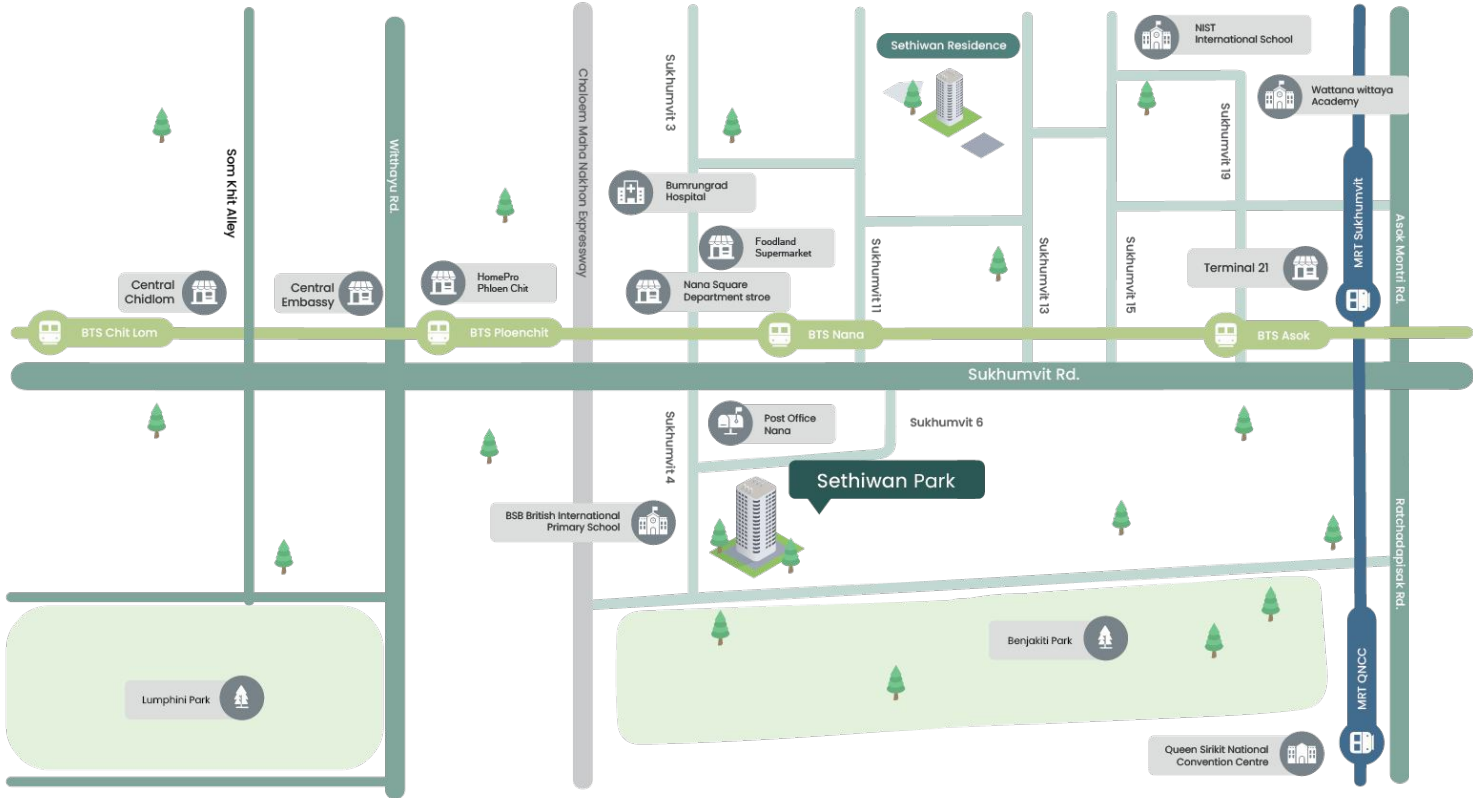 NIST
International School
Sethiwan Residence
Wattana wittaya
Academy
Sukhumvit 3
Chaloem Maha Nakhon Expressway
Sukhumvit 19
Witthayu Rd.
Som Khit Alley
Bumrungrad
Hospital
MRT Sukhumvit
Asok Montri Rd.
Foodland
Supermarket
Sukhumvit 11
Sukhumvit 13
Sukhumvit 15
Terminal 21
Central
Chidlom
Central
Embassy
HomePro
Phloen Chit
Nana Square
Department stroe
BTS Chit Lom
BTS Ploenchit
BTS Nana
BTS Asok
Sukhumvit Rd.
Sukhumvit 4
Post Office
Nana
Sukhumvit 6
Sethiwan Park
BSB British International
Primary School
Ratchadapisak Rd.
Benjakiti Park
Lumphini Park
MRT QNCC
Queen Sirikit National
Convention Centre